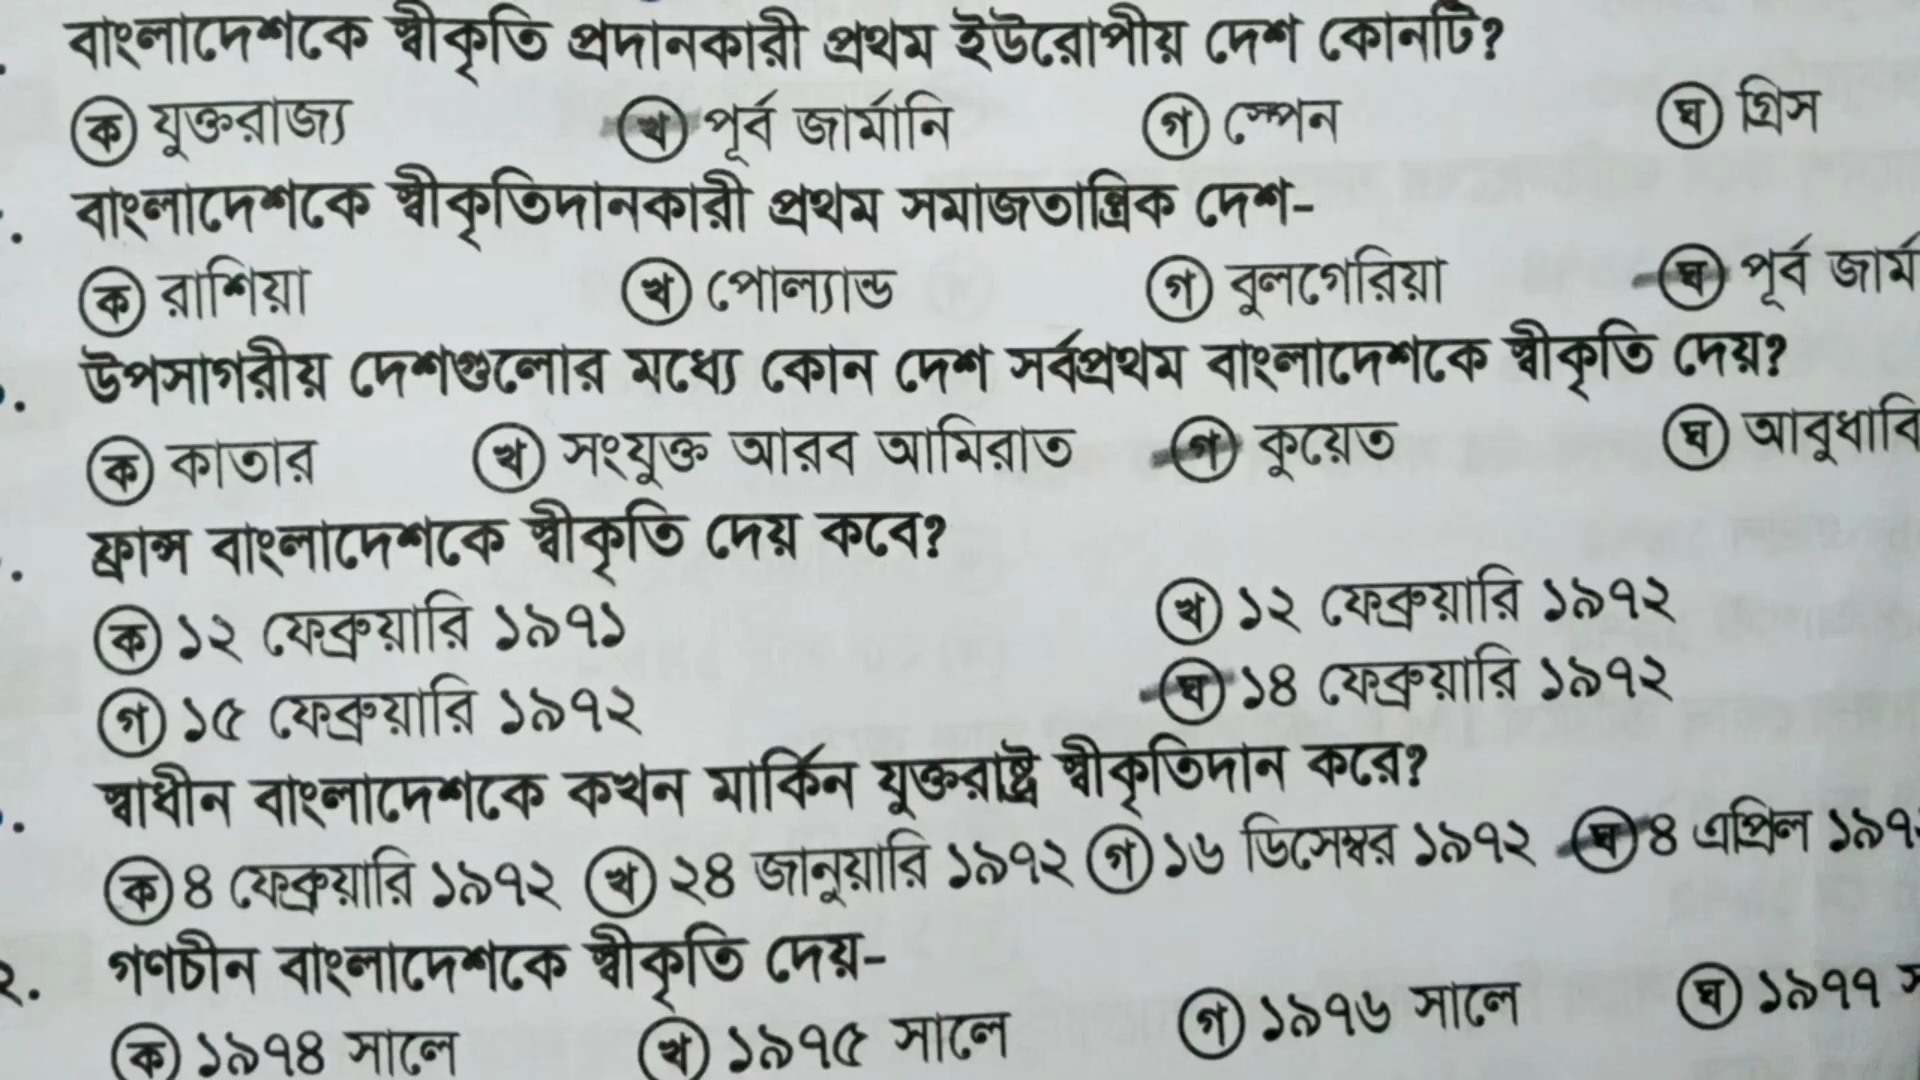 বাংলাদেশকে স্বীকৃতি প্রদানকারী প্রথম ইউরোপীয় দেশ কোনটি?
ক যুক্তরাজ্য খ পূর্ব জার্মানি গ স্পেন ঘ গ্রিস
বাংলাদেশকে স্বীকৃতিদানকারী প্রথম সমাজতান্ত্রিক দেশ-
ক রাশিয়া খ পোল্যান্ড গ বুলগেরিয়া ঘ পূর্ব জার্ম
উপসাগরীয় দেশগুলোর মধ্যে কোন দেশ সর্বপ্রথম বাংলাদেশকে স্বীকৃতি দেয়?
ক কাতার খ সংযুক্ত আরব আমিরাত গ কুয়েত ঘ আবুধাবি
ফ্রান্স বাংলাদেশকে স্বীকৃতি দেয় কবে?
ক ১২ ফেব্রুয়ারি ১৯৭১ খ ১২ ফেব্রুয়ারি ১৯৭২
গ ১৫ ফেব্রুয়ারি ১৯৭২ ঘ ১৪ ফেব্রুয়ারি ১৯৭২
স্বাধীন বাংলাদেশকে কখন মার্কিন যুক্তরাষ্ট্র স্বীকৃতিদান করে?
ক ৪ ফেব্রুয়ারি ১৯৭২ খ ২৪ জানুয়ারি ১৯৭২ গ ১৬ ডিসেম্বর ১৯৭২ ঘ ৪ এপ্রিল ১৯৭
২. গণচীন বাংলাদেশকে স্বীকৃতি দেয়-
ক ১৯৭৪ সালে খ ১৯৭৫ সালে গ ১৯৭৬ সালে ঘ ১৯৭৭